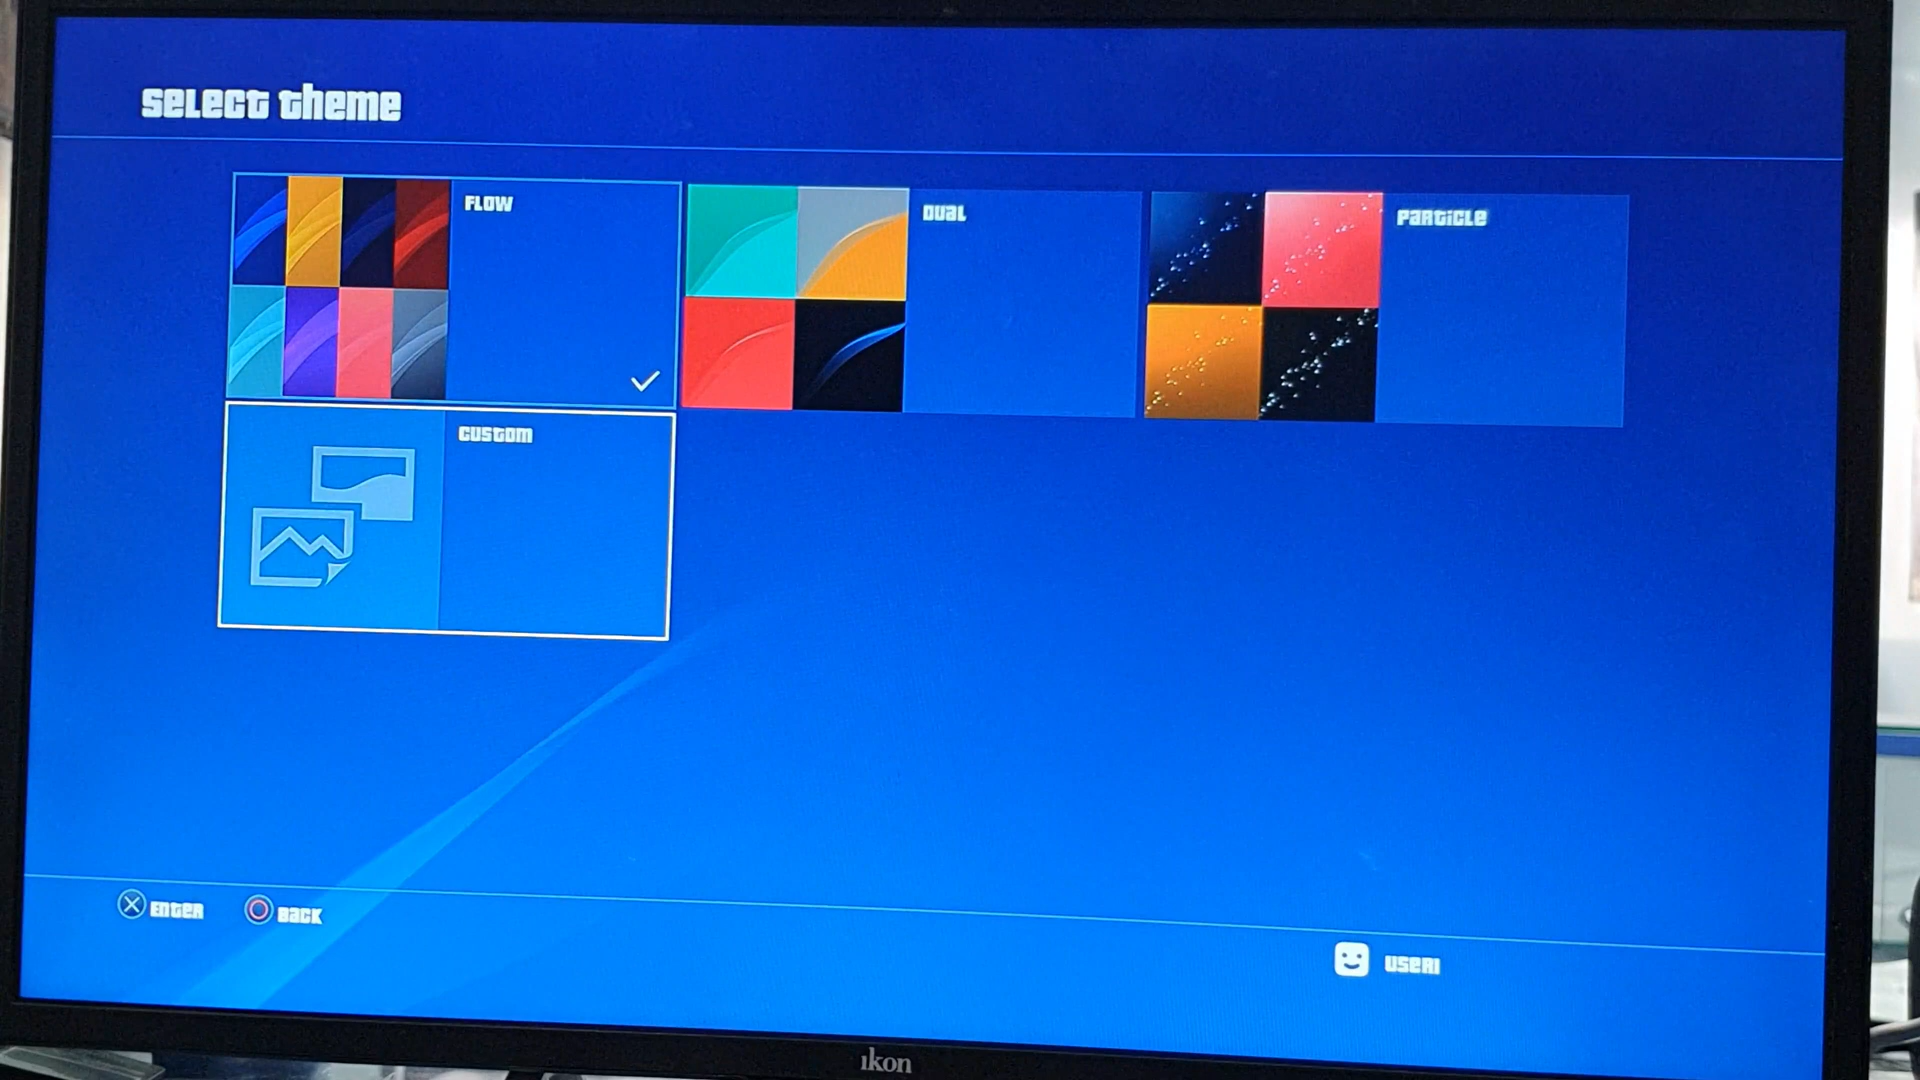 Select Theme
Flow
Dual
Particle
Custom
Enter
Back
User1
ikon